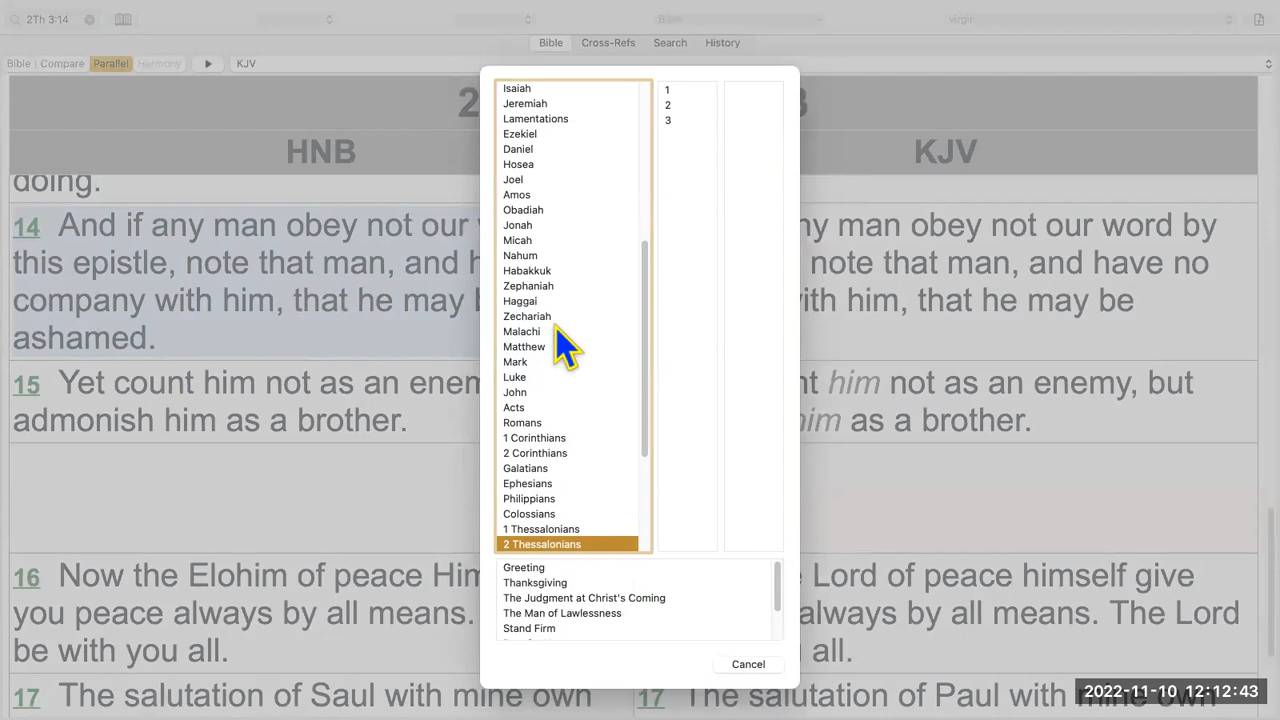 2Th 3:14
Bible
virgin
Bible Cross-Refs Search History
Bible Compare Parallel Harmony KJV
2
HNB KJV
doing.
14 And if any man obey not our
this epistle, note that man, and
company with him, that he may
ashamed.
15 Yet count him not as an
admonish him as a brother.
16 Now the Elohim of peace
you peace always by all means.
be with you all.
17 The salutation of Saul with mine own
man obey not our word by
note that man, and have no
with him, that he may be
him not as an enemy, but
him as a brother.
Lord of peace himself give
always by all means. The Lord
all.
17 The salutation of Paul with mine own
Isaiah
Jeremiah
Lamentations
Ezekiel
Daniel
Hosea
Joel
Amos
Obadiah
Jonah
Micah
Nahum
Habakkuk
Zephaniah
Haggai
Zechariah
Malachi
Matthew
Mark
Luke
John
Acts
Romans
1 Corinthians
2 Corinthians
Galatians
Ephesians
Philippians
Colossians
1 Thessalonians
2 Thessalonians
1
2
3
Greeting
Thanksgiving
The Judgment at Christ's Coming
The Man of Lawlessness
Stand Firm
Cancel
2022-11-10 12:12:43